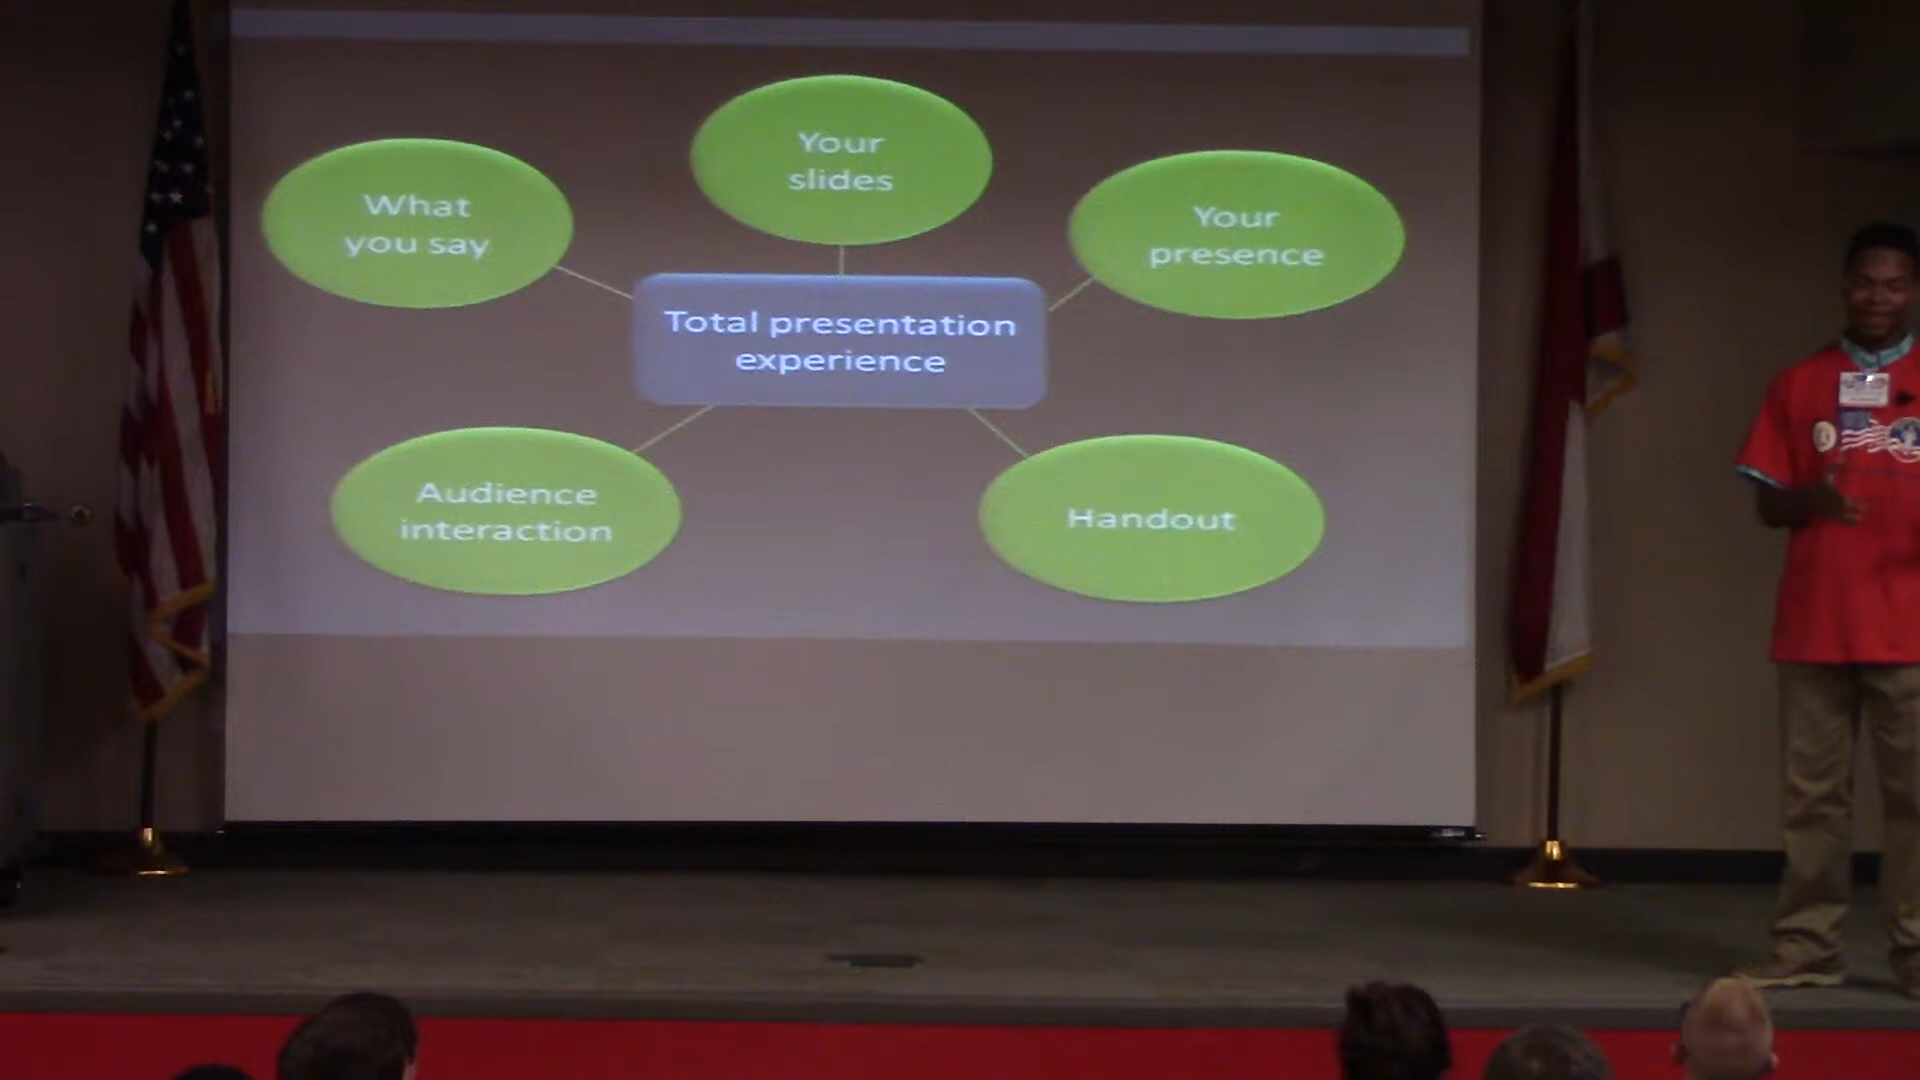 Your
slides
What
you say
Your
presence
Total presentation
experience
Audience
interaction
Handout